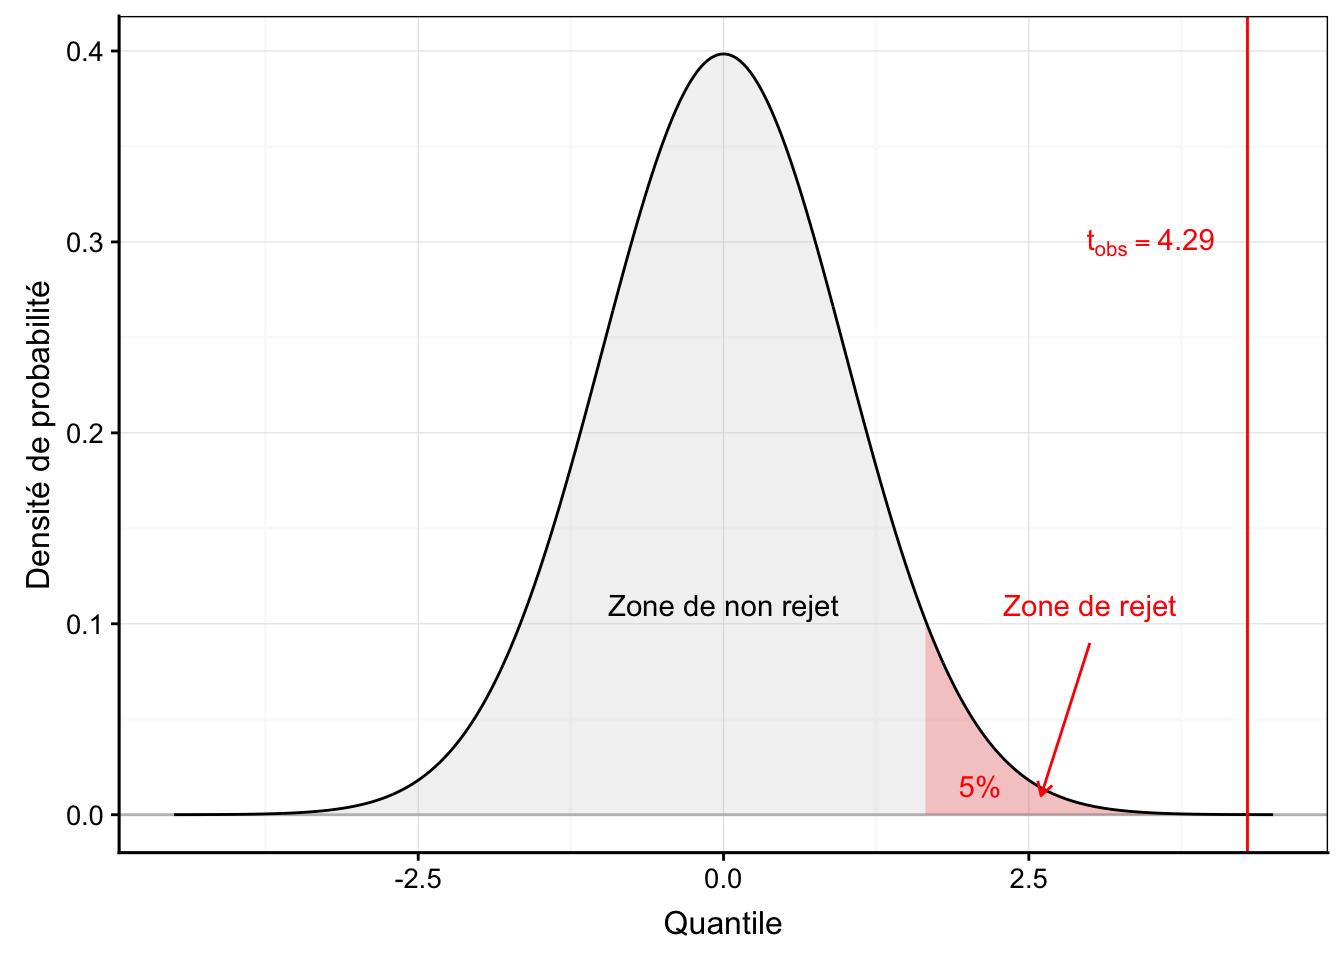 0.4
t_obs = 4.29
0.3
Densité de probabilité
0.2
Zone de non rejet
Zone de rejet
0.1
5%
0.0
-2.5
0.0
2.5
Quantile